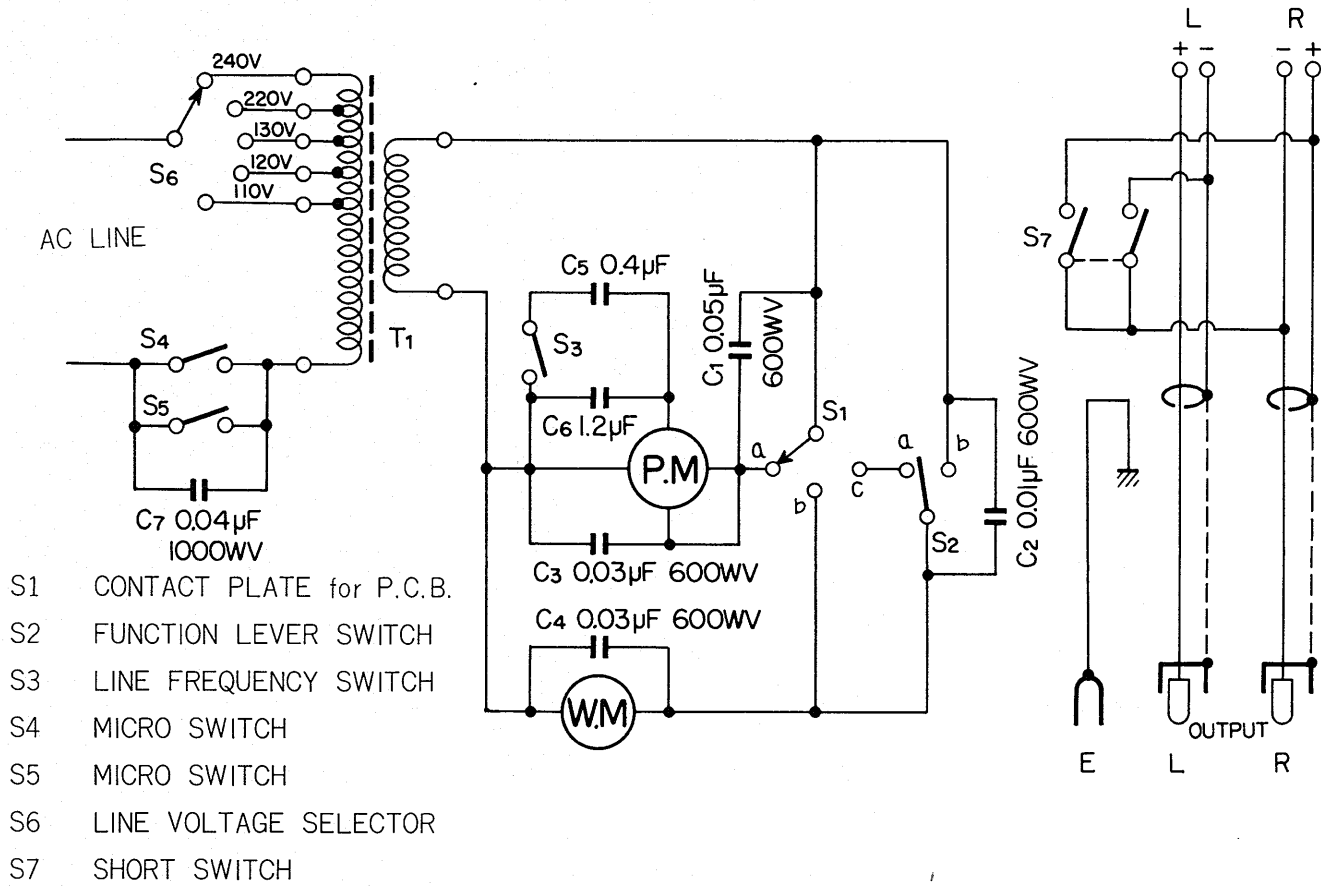 L R
+ - - +
240V
220V
130V
120V
110V
S6
AC LINE
T1
S4
S5
C7 0.04µF
1000WV
C5 0.4µF
S3
C6 1.2µF
P.M
C1 0.05µF
600WV
S1
a
b
C3 0.03µF 600WV
C4 0.03µF 600WV
W.M
c
a
b
S2
C2 0.01µF 600WV
S7
OUTPUT
E L R
S1 CONTACT PLATE for P.C.B.
S2 FUNCTION LEVER SWITCH
S3 LINE FREQUENCY SWITCH
S4 MICRO SWITCH
S5 MICRO SWITCH
S6 LINE VOLTAGE SELECTOR
S7 SHORT SWITCH